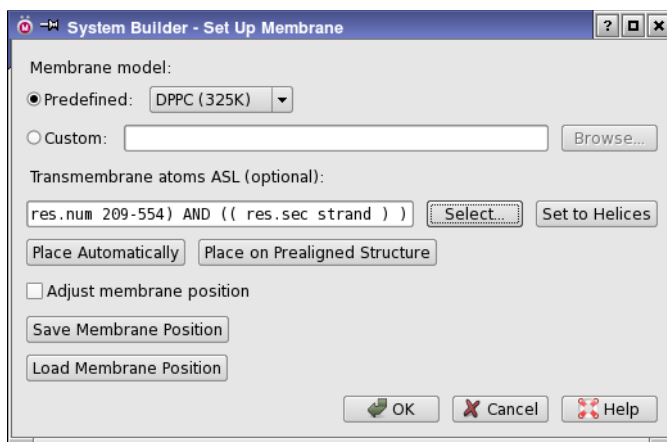 System Builder - Set Up Membrane
Membrane model:
Predefined: DPPC (325K)
Custom: Browse...
Transmembrane atoms ASL (optional):
res.num 209-554) AND (( res.sec strand ) ) Select... Set to Helices
Place Automatically Place on Prealigned Structure
Adjust membrane position
Save Membrane Position
Load Membrane Position
OK Cancel Help